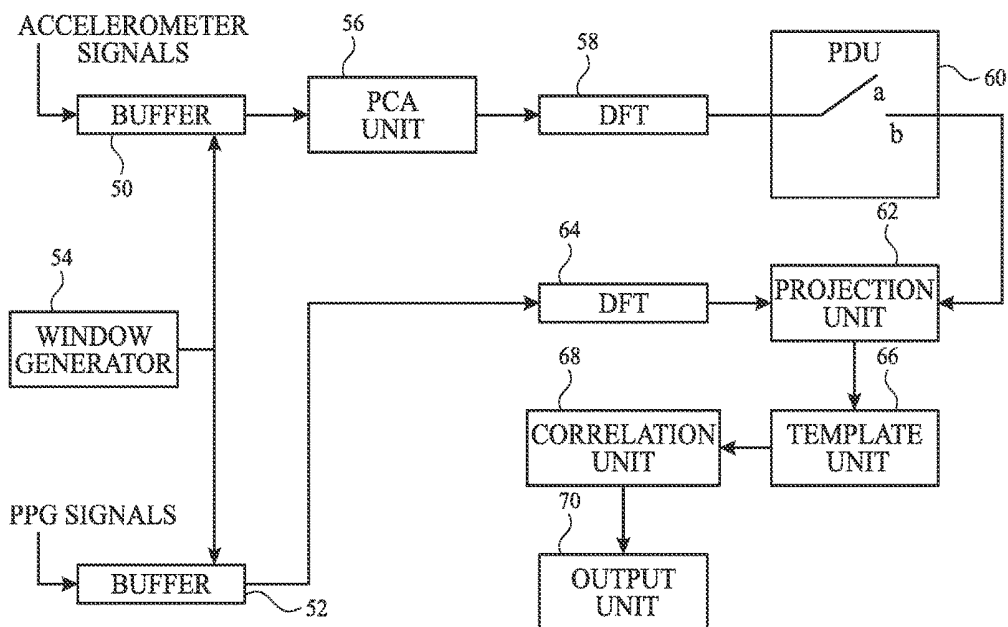 ACCELEROMETER
SIGNALS
BUFFER
50
56
PCA
UNIT
58
DFT
PDU
a
b
60
54
WINDOW
GENERATOR
64
DFT
62
PROJECTION
UNIT
68
CORRELATION
UNIT
66
TEMPLATE
UNIT
PPG SIGNALS
BUFFER
52
70
OUTPUT
UNIT